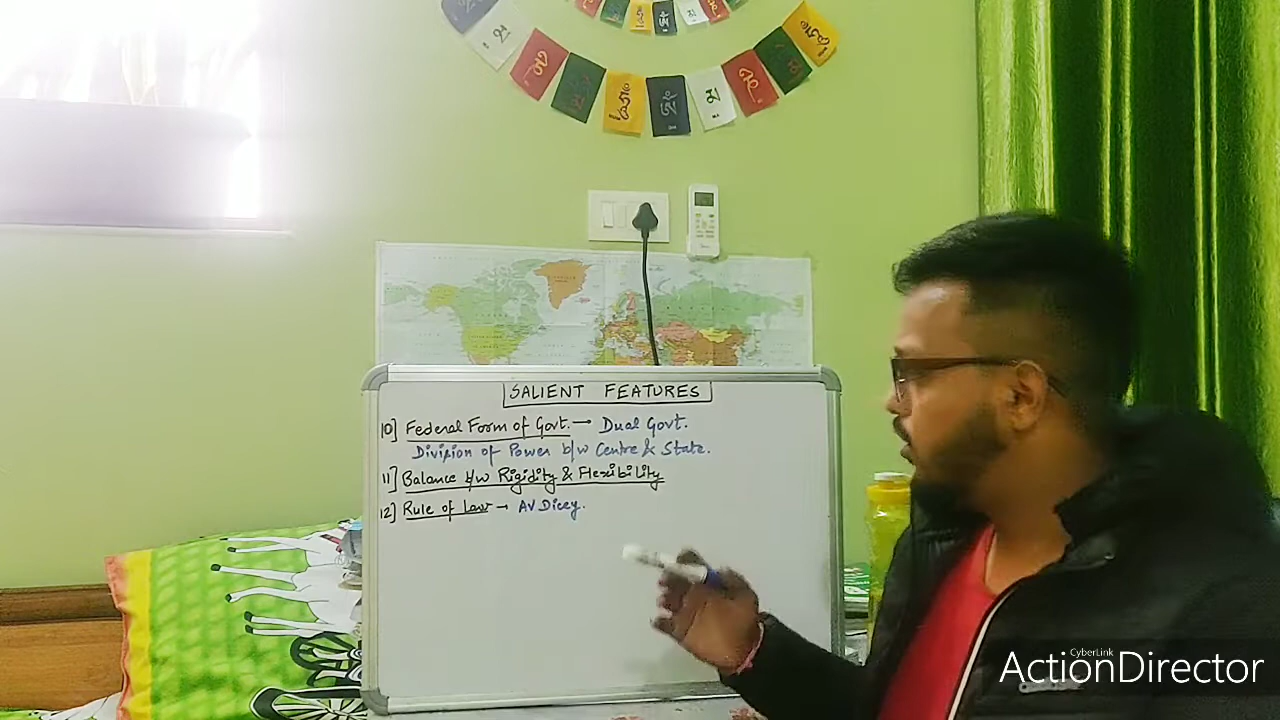 SALIENT FEATURES
10] Federal Form of Govt. → Dual Govt.
Division of Power b/w Centre & State.
11] Balance b/w Rigidity & Flexibility
12] Rule of Law → AV Dicey.
CyberLink
ActionDirector